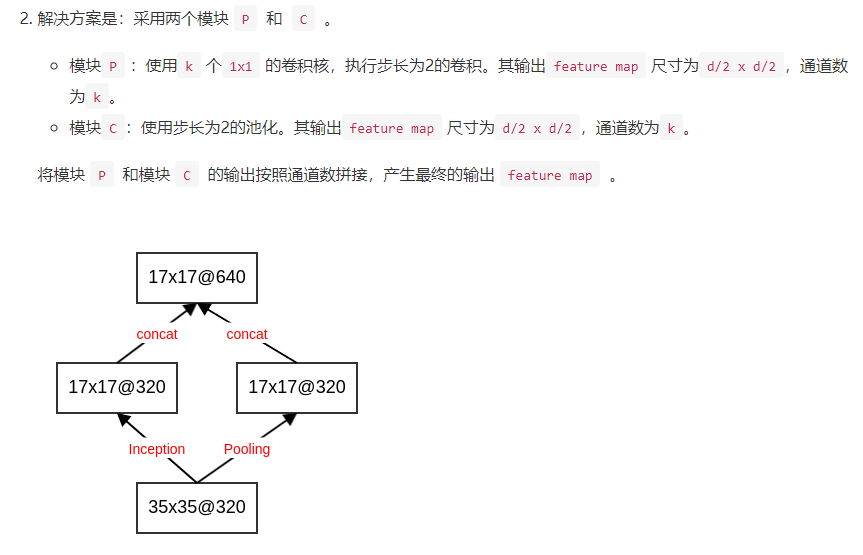 2. 解决方案是：采用两个模块 P 和 C 。
模块 P ：使用 k 个 1x1 的卷积核，执行步长为2的卷积。其输出 feature map 尺寸为 d/2 x d/2 ，通道数
为 k 。
模块 C ：使用步长为2的池化。其输出 feature map 尺寸为 d/2 x d/2 ，通道数为 k 。
将模块 P 和模块 C 的输出按照通道数拼接，产生最终的输出 feature map 。
17x17@640
concat concat
17x17@320 17x17@320
Inception Pooling
35x35@320